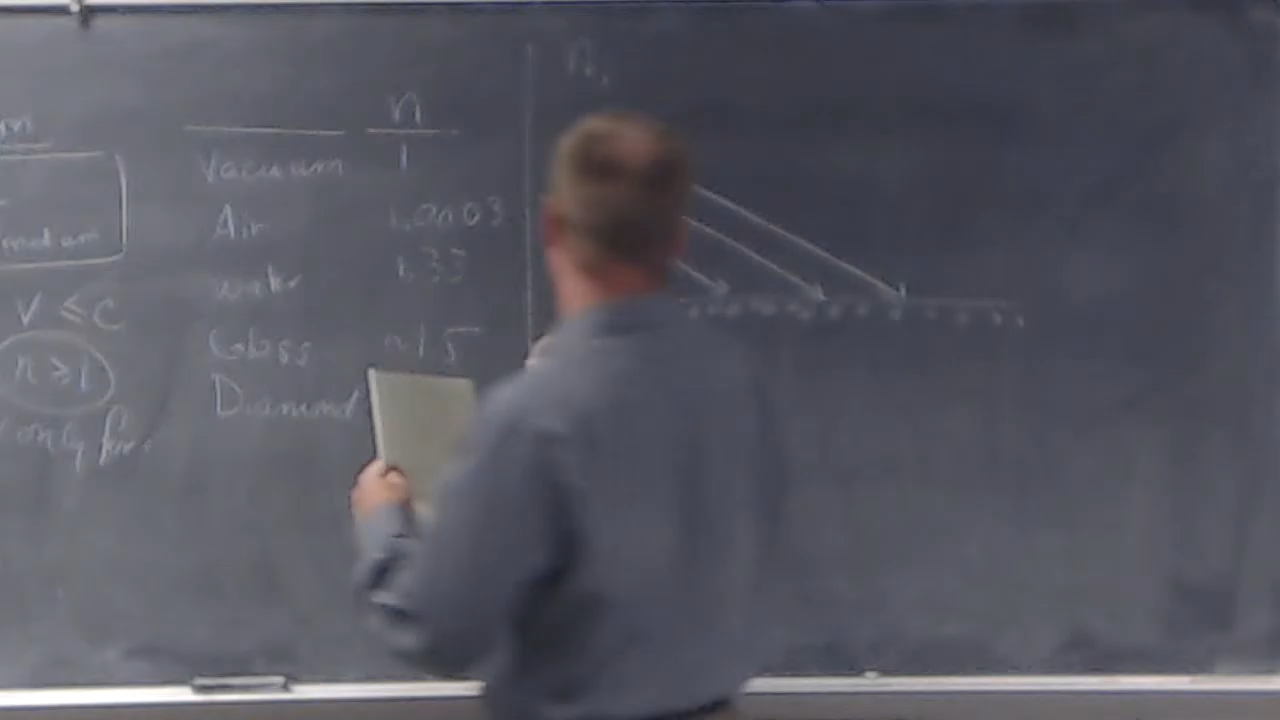 m
v ≤ c
n ≥ 1
only for
n
Vacuum 1
Air 1.0003
water 1.33
Glass ~1.5
Diamond
n₁